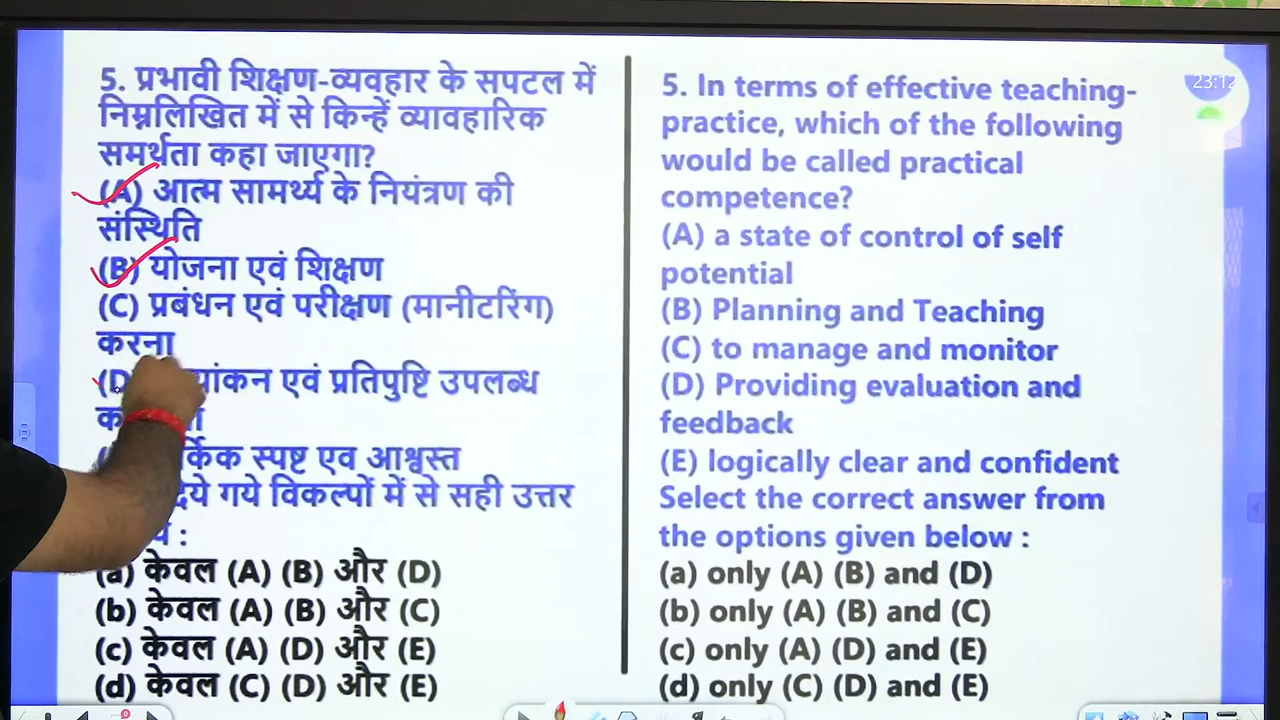 5. प्रभावी शिक्षण-व्यवहार के सपटल में
निम्नलिखित में से किन्हें व्यावहारिक
समर्थता कहा जाएगा?
(A) आत्म सामर्थ्य के नियंत्रण की
संस्थिति
(B) योजना एवं शिक्षण
(C) प्रबंधन एवं परीक्षण (मानीटरिंग)
करना
(D) एवं प्रतिपुष्टि उपलब्ध
स्पष्ट एव आश्वस्त
गये विकल्पों में से सही उत्तर
:
(a) केवल (A) (B) और (D)
(b) केवल (A) (B) और (C)
(c) केवल (A) (D) और (E)
(d) केवल (C) (D) और (E)
5. In terms of effective teaching-
practice, which of the following
would be called practical
competence?
(A) a state of control of self
potential
(B) Planning and Teaching
(C) to manage and monitor
(D) Providing evaluation and
feedback
(E) logically clear and confident
Select the correct answer from
the options given below :
(a) only (A) (B) and (D)
(b) only (A) (B) and (C)
(c) only (A) (D) and (E)
(d) only (C) (D) and (E)